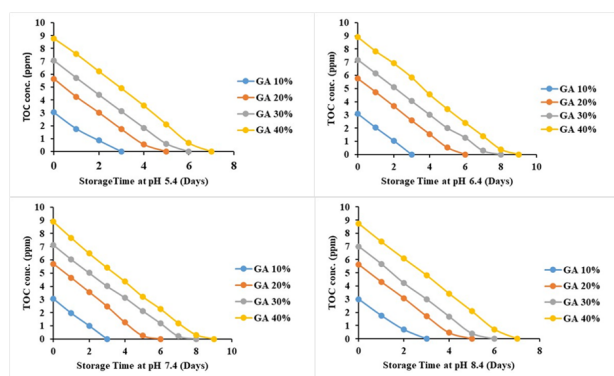 10
9
8
7
6
5
4
3
2
1
0
TOC conc. (ppm)
0 2 4 6 8
StorageTime at pH 5.4 (Days)
GA 10%
GA 20%
GA 30%
GA 40%
10
9
8
7
6
5
4
3
2
1
0
TOC conc. (ppm)
0 2 4 6 8 10
Storage Time at pH 6.4 (Days)
GA 10%
GA 20%
GA 30%
GA 40%
10
9
8
7
6
5
4
3
2
1
0
TOC conc. (ppm)
0 2 4 6 8 10
Storage Time at pH 7.4 (Days)
GA 10%
GA 20%
GA 30%
GA 40%
10
9
8
7
6
5
4
3
2
1
0
TOC conc. (ppm)
0 2 4 6 8
Storage Time at pH 8.4 (Days)
GA 10%
GA 20%
GA 30%
GA 40%